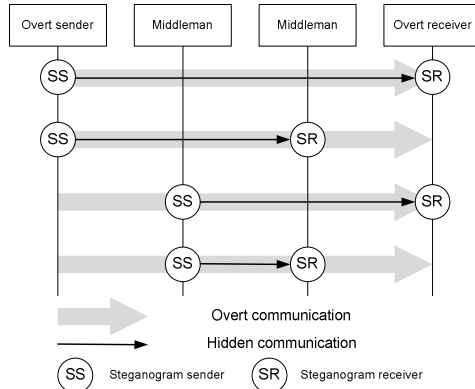 Overt sender Middleman Middleman Overt receiver
SS SR
SS SR
SS SR
SS SR
Overt communication
Hidden communication
SS Steganogram sender SR Steganogram receiver